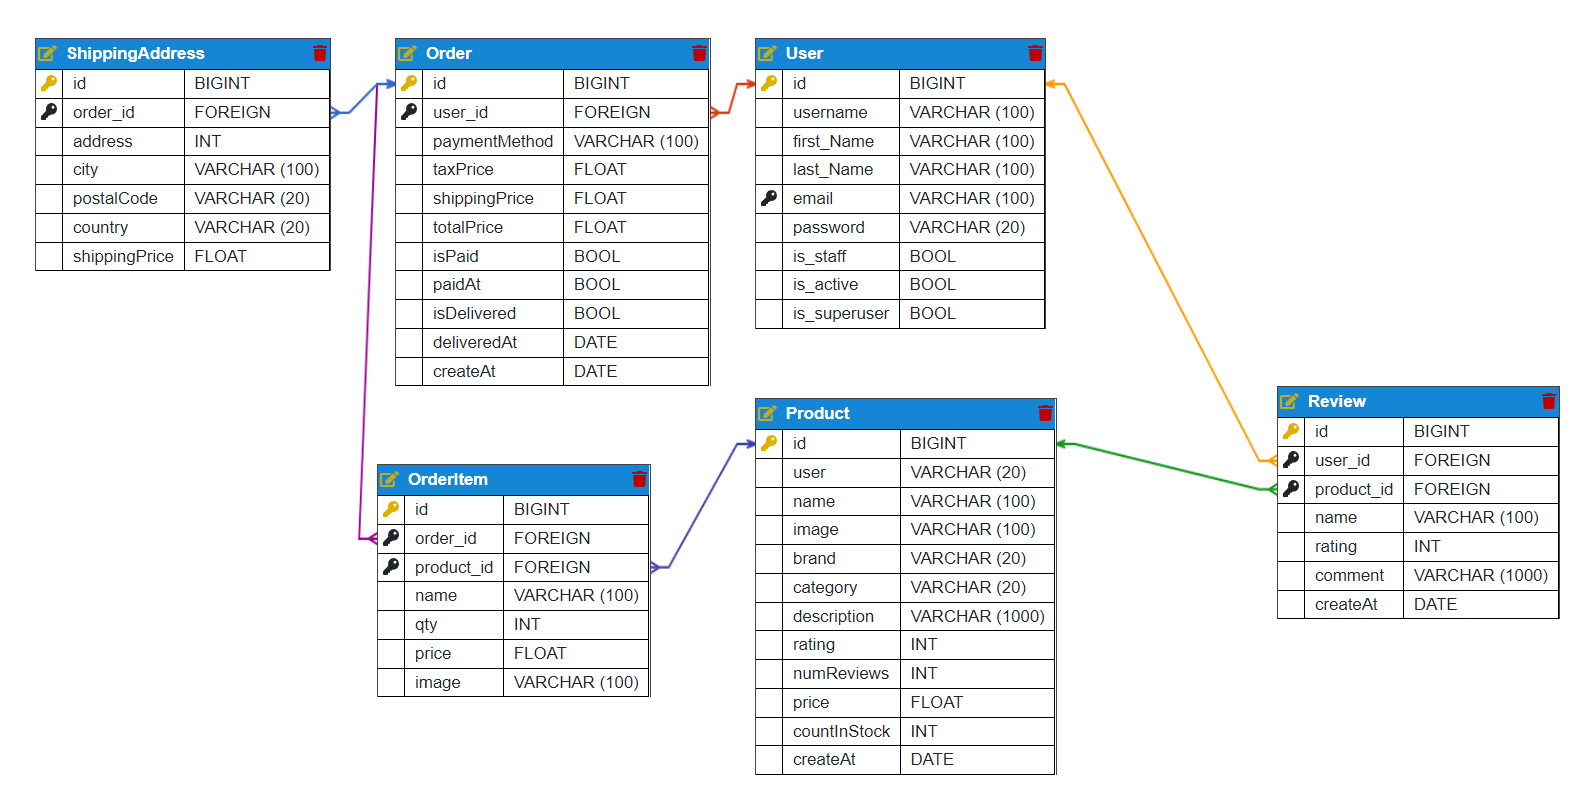 ShippingAddress
id BIGINT
order_id FOREIGN
address INT
city VARCHAR (100)
postalCode VARCHAR (20)
country VARCHAR (20)
shippingPrice FLOAT
Order
id BIGINT
user_id FOREIGN
paymentMethod VARCHAR (100)
taxPrice FLOAT
shippingPrice FLOAT
totalPrice FLOAT
isPaid BOOL
paidAt BOOL
isDelivered BOOL
deliveredAt DATE
createAt DATE
User
id BIGINT
username VARCHAR (100)
first_Name VARCHAR (100)
last_Name VARCHAR (100)
email VARCHAR (100)
password VARCHAR (20)
is_staff BOOL
is_active BOOL
is_superuser BOOL
OrderItem
id BIGINT
order_id FOREIGN
product_id FOREIGN
name VARCHAR (100)
qty INT
price FLOAT
image VARCHAR (100)
Product
id BIGINT
user VARCHAR (20)
name VARCHAR (100)
image VARCHAR (100)
brand VARCHAR (20)
category VARCHAR (20)
description VARCHAR (1000)
rating INT
numReviews INT
price FLOAT
countInStock INT
createAt DATE
Review
id BIGINT
user_id FOREIGN
product_id FOREIGN
name VARCHAR (100)
rating INT
comment VARCHAR (1000)
createAt DATE